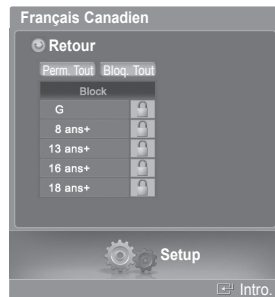 Français Canadien
Retour
Perm. Tout Bloq. Tout
Block
G
8 ans+
13 ans+
16 ans+
18 ans+
Setup
Intro.